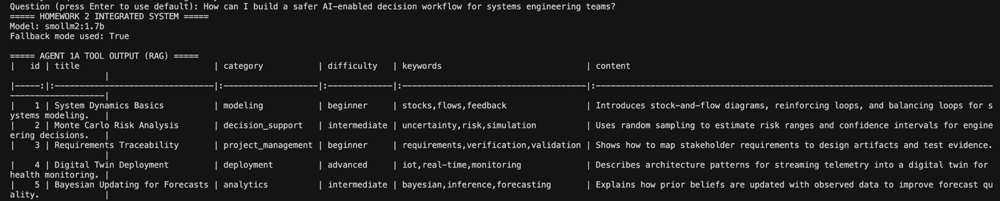 Question (press Enter to use default): How can I build a safer AI-enabled decision workflow for systems engineering teams?
===== HOMEWORK 2 INTEGRATED SYSTEM =====
Model: smollm2:1.7b
Fallback mode used: True

===== AGENT 1A TOOL OUTPUT (RAG) =====
|   id | title                            | category           | difficulty   | keywords                             | content
                    |
|-----:|:---------------------------------|:-------------------|:-------------|:-------------------------------------|:---------------------------------------------------------------------------------
-------------------|
|    1 | System Dynamics Basics           | modeling           | beginner     | stocks,flows,feedback                | Introduces stock-and-flow diagrams, reinforcing loops, and balancing loops for s
ystems modeling.   |
|    2 | Monte Carlo Risk Analysis        | decision_support   | intermediate | uncertainty,risk,simulation          | Uses random sampling to estimate risk ranges and confidence intervals for engine
ering decisions.   |
|    3 | Requirements Traceability        | project_management | beginner     | requirements,verification,validation | Shows how to map stakeholder requirements to design artifacts and test evidence.
                    |
|    4 | Digital Twin Deployment          | deployment         | advanced     | iot,real-time,monitoring             | Describes architecture patterns for streaming telemetry into a digital twin for
health monitoring. |
|    5 | Bayesian Updating for Forecasts | analytics          | intermediate | bayesian,inference,forecasting       | Explains how prior beliefs are updated with observed data to improve forecast qu
ality.             |